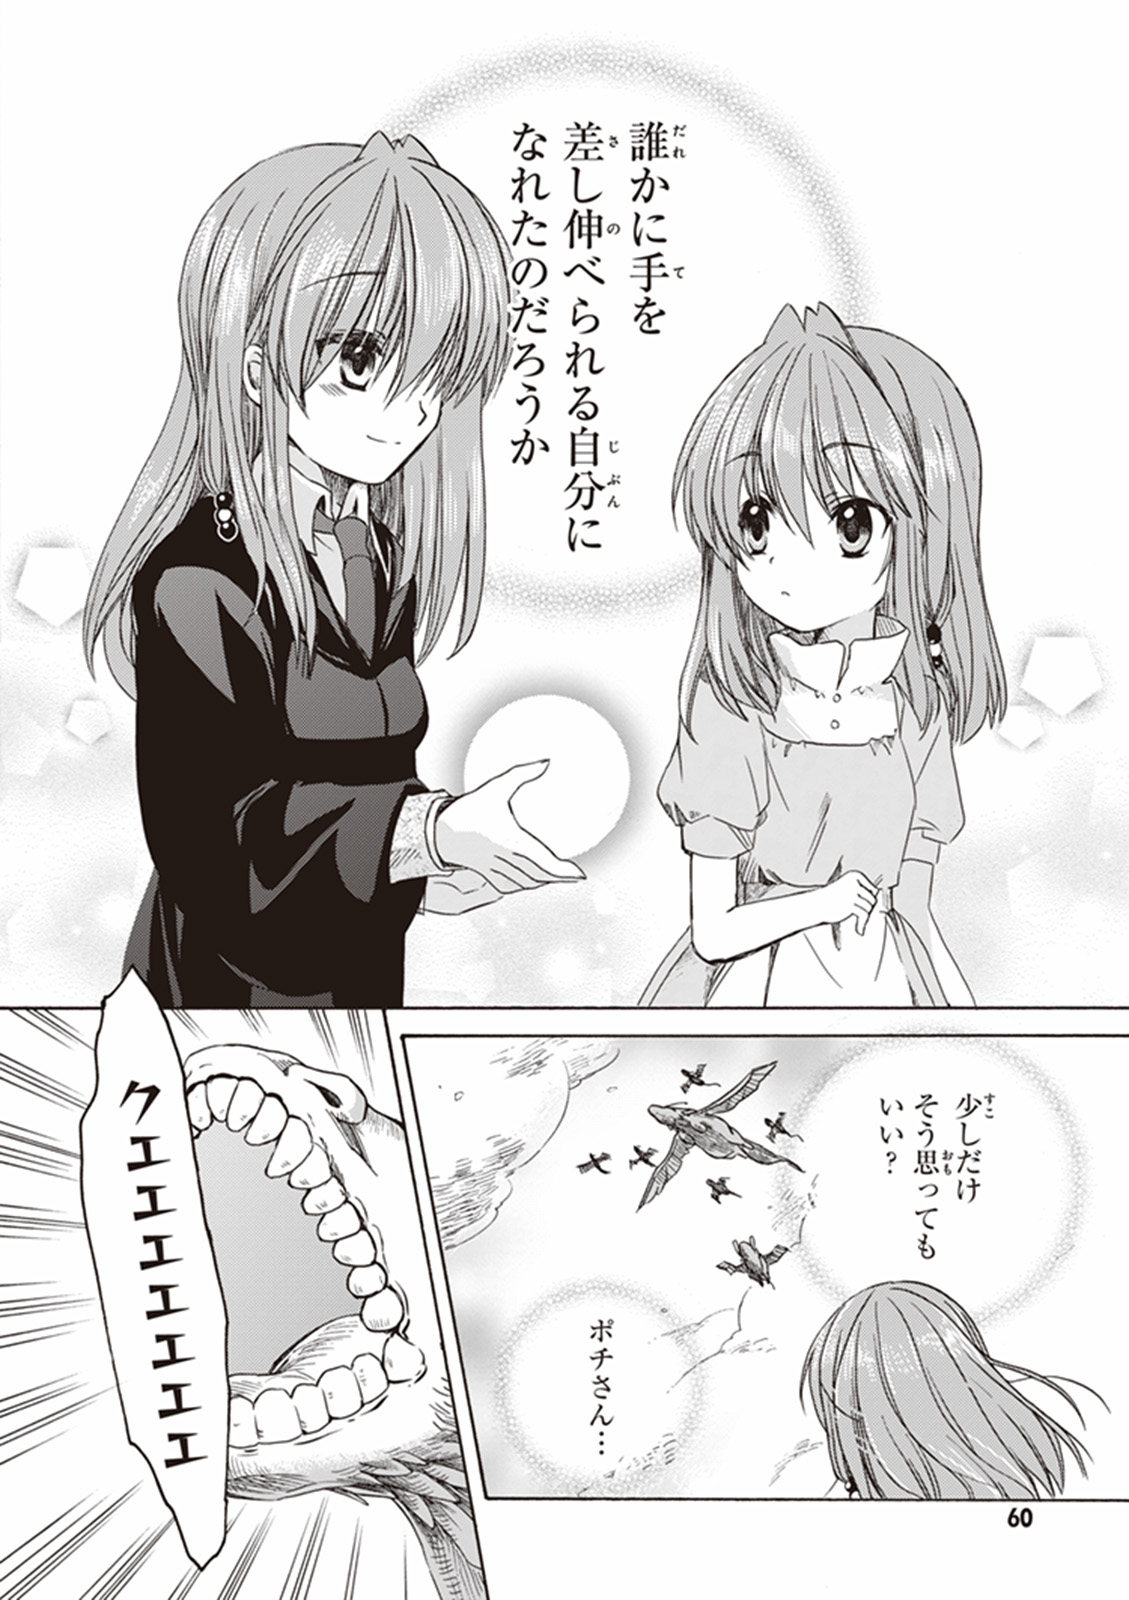 誰かに手を
差し伸べられる自分に
なれたのだろうか
少しだけ
そう思っても
いい?
ポチさん…
クエエエエエエエ
60